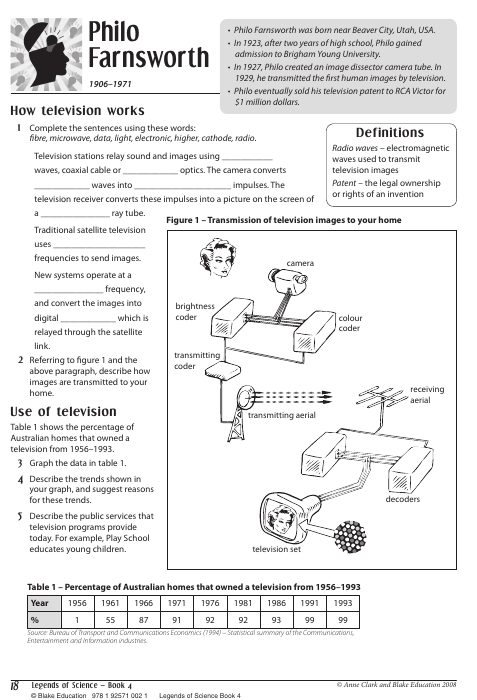 Philo
Farnsworth
1906–1971
• Philo Farnsworth was born near Beaver City, Utah, USA.
• In 1923, after two years of high school, Philo gained
admission to Brigham Young University.
• In 1927, Philo created an image dissector camera tube. In
1929, he transmitted the first human images by television.
• Philo eventually sold his television patent to RCA Victor for
$1 million dollars.
How television works
1 Complete the sentences using these words:
fibre, microwave, data, light, electronic, higher, cathode, radio.
Television stations relay sound and images using ___________
waves, coaxial cable or ____________ optics. The camera converts
____________ waves into _____________________ impulses. The
television receiver converts these impulses into a picture on the screen of
a _______________ ray tube.
Traditional satellite television
uses ____________________
frequencies to send images.
New systems operate at a
_______________ frequency,
and convert the images into
digital ____________ which is
relayed through the satellite
link.
2 Referring to figure 1 and the
above paragraph, describe how
images are transmitted to your
home.
Definitions
Radio waves – electromagnetic
waves used to transmit
television images
Patent – the legal ownership
or rights of an invention
Figure 1 – Transmission of television images to your home
camera
brightness
coder
colour
coder
transmitting
coder
transmitting aerial
receiving
aerial
decoders
television set
Use of television
Table 1 shows the percentage of
Australian homes that owned a
television from 1956–1993.
3 Graph the data in table 1.
4 Describe the trends shown in
your graph, and suggest reasons
for these trends.
5 Describe the public services that
television programs provide
today. For example, Play School
educates young children.
Table 1 – Percentage of Australian homes that owned a television from 1956–1993
Year 1956 1961 1966 1971 1976 1981 1986 1991 1993
% 1 55 87 91 92 92 93 99 99
Source: Bureau of Transport and Communications Economics (1994) – Statistical summary of the Communications,
Entertainment and Information industries.
18 Legends of Science – Book 4
© Anne Clark and Blake Education 2008
© Blake Education 978 1 92571 002 1 Legends of Science Book 4